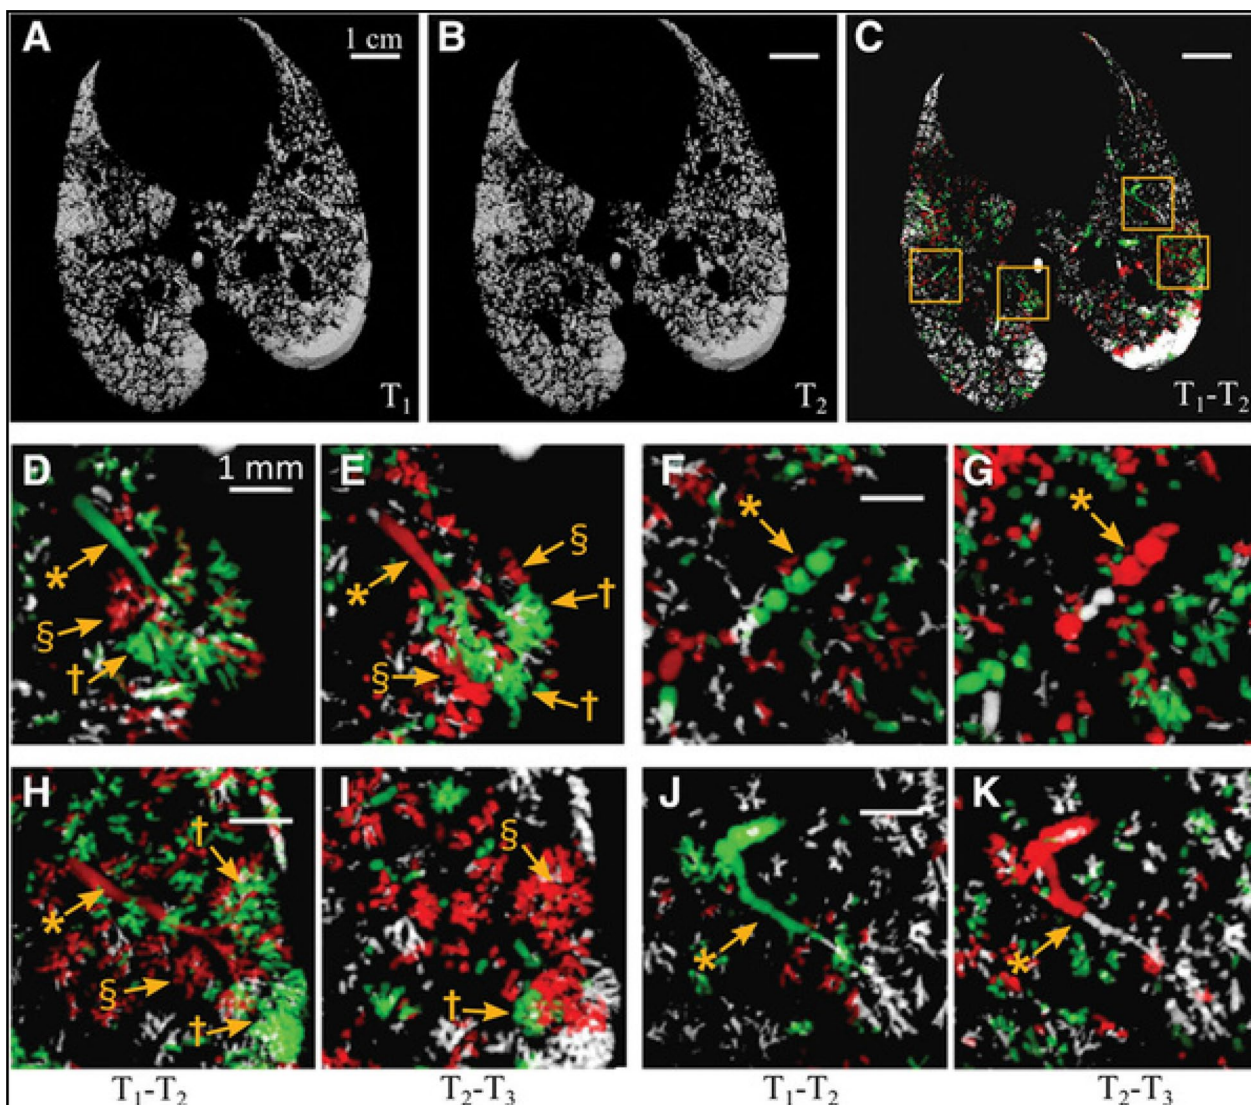 A
1 cm
T₁
B
T₂
C
T₁-T₂
D
1 mm
*
§
†
E
§
†
*
§
†
F
*
G
*
H
†
*
§
†
T₁-T₂
I
§
†
T₂-T₃
J
*
T₁-T₂
K
*
T₂-T₃